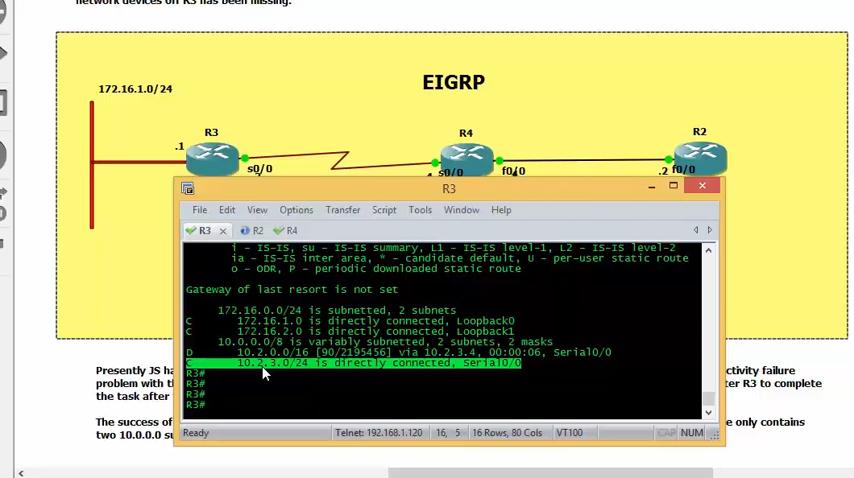 network devices off R3 has been missing.
EIGRP
172.16.1.0/24
R3
R4
R2
.1
s0/0
s0/0
f0/0
.2 f0/0
R3
File Edit View Options Transfer Script Tools Window Help
R3 R2 R4
i - IS-IS, su - IS-IS summary, L1 - IS-IS level-1, L2 - IS-IS level-2
ia - IS-IS inter area, * - candidate default, U - per-user static route
o - ODR, P - periodic downloaded static route
Gateway of last resort is not set
172.16.0.0/24 is subnetted, 2 subnets
C 172.16.1.0 is directly connected, Loopback0
C 172.16.2.0 is directly connected, Loopback1
10.0.0.0/8 is variably subnetted, 2 subnets, 2 masks
D 10.2.0.0/16 [90/2195456] via 10.2.3.4, 00:00:06, Serial0/0
C 10.2.3.0/24 is directly connected, Serial0/0
R3#
R3#
R3#
R3#
Ready Telnet: 192.168.1.120 16, 5 16 Rows, 80 Cols VT100 CAP NUM
Presently JS ha
ctivity failure
problem with th
ter R3 to complete
the task after
The success of
e only contains
two 10.0.0.0 su